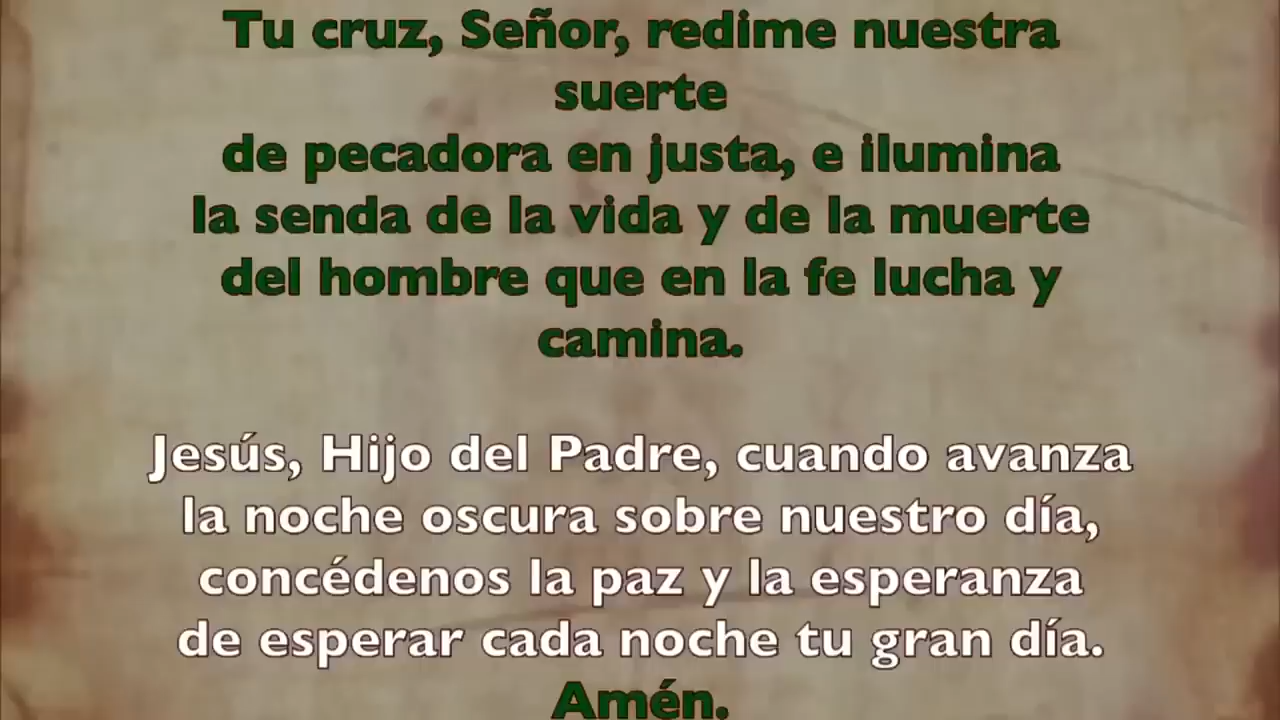 Tu cruz, Señor, redime nuestra
suerte
de pecadora en justa, e ilumina
la senda de la vida y de la muerte
del hombre que en la fe lucha y
camina.
Jesús, Hijo del Padre, cuando avanza
la noche oscura sobre nuestro día,
concédenos la paz y la esperanza
de esperar cada noche tu gran día.
Amén.